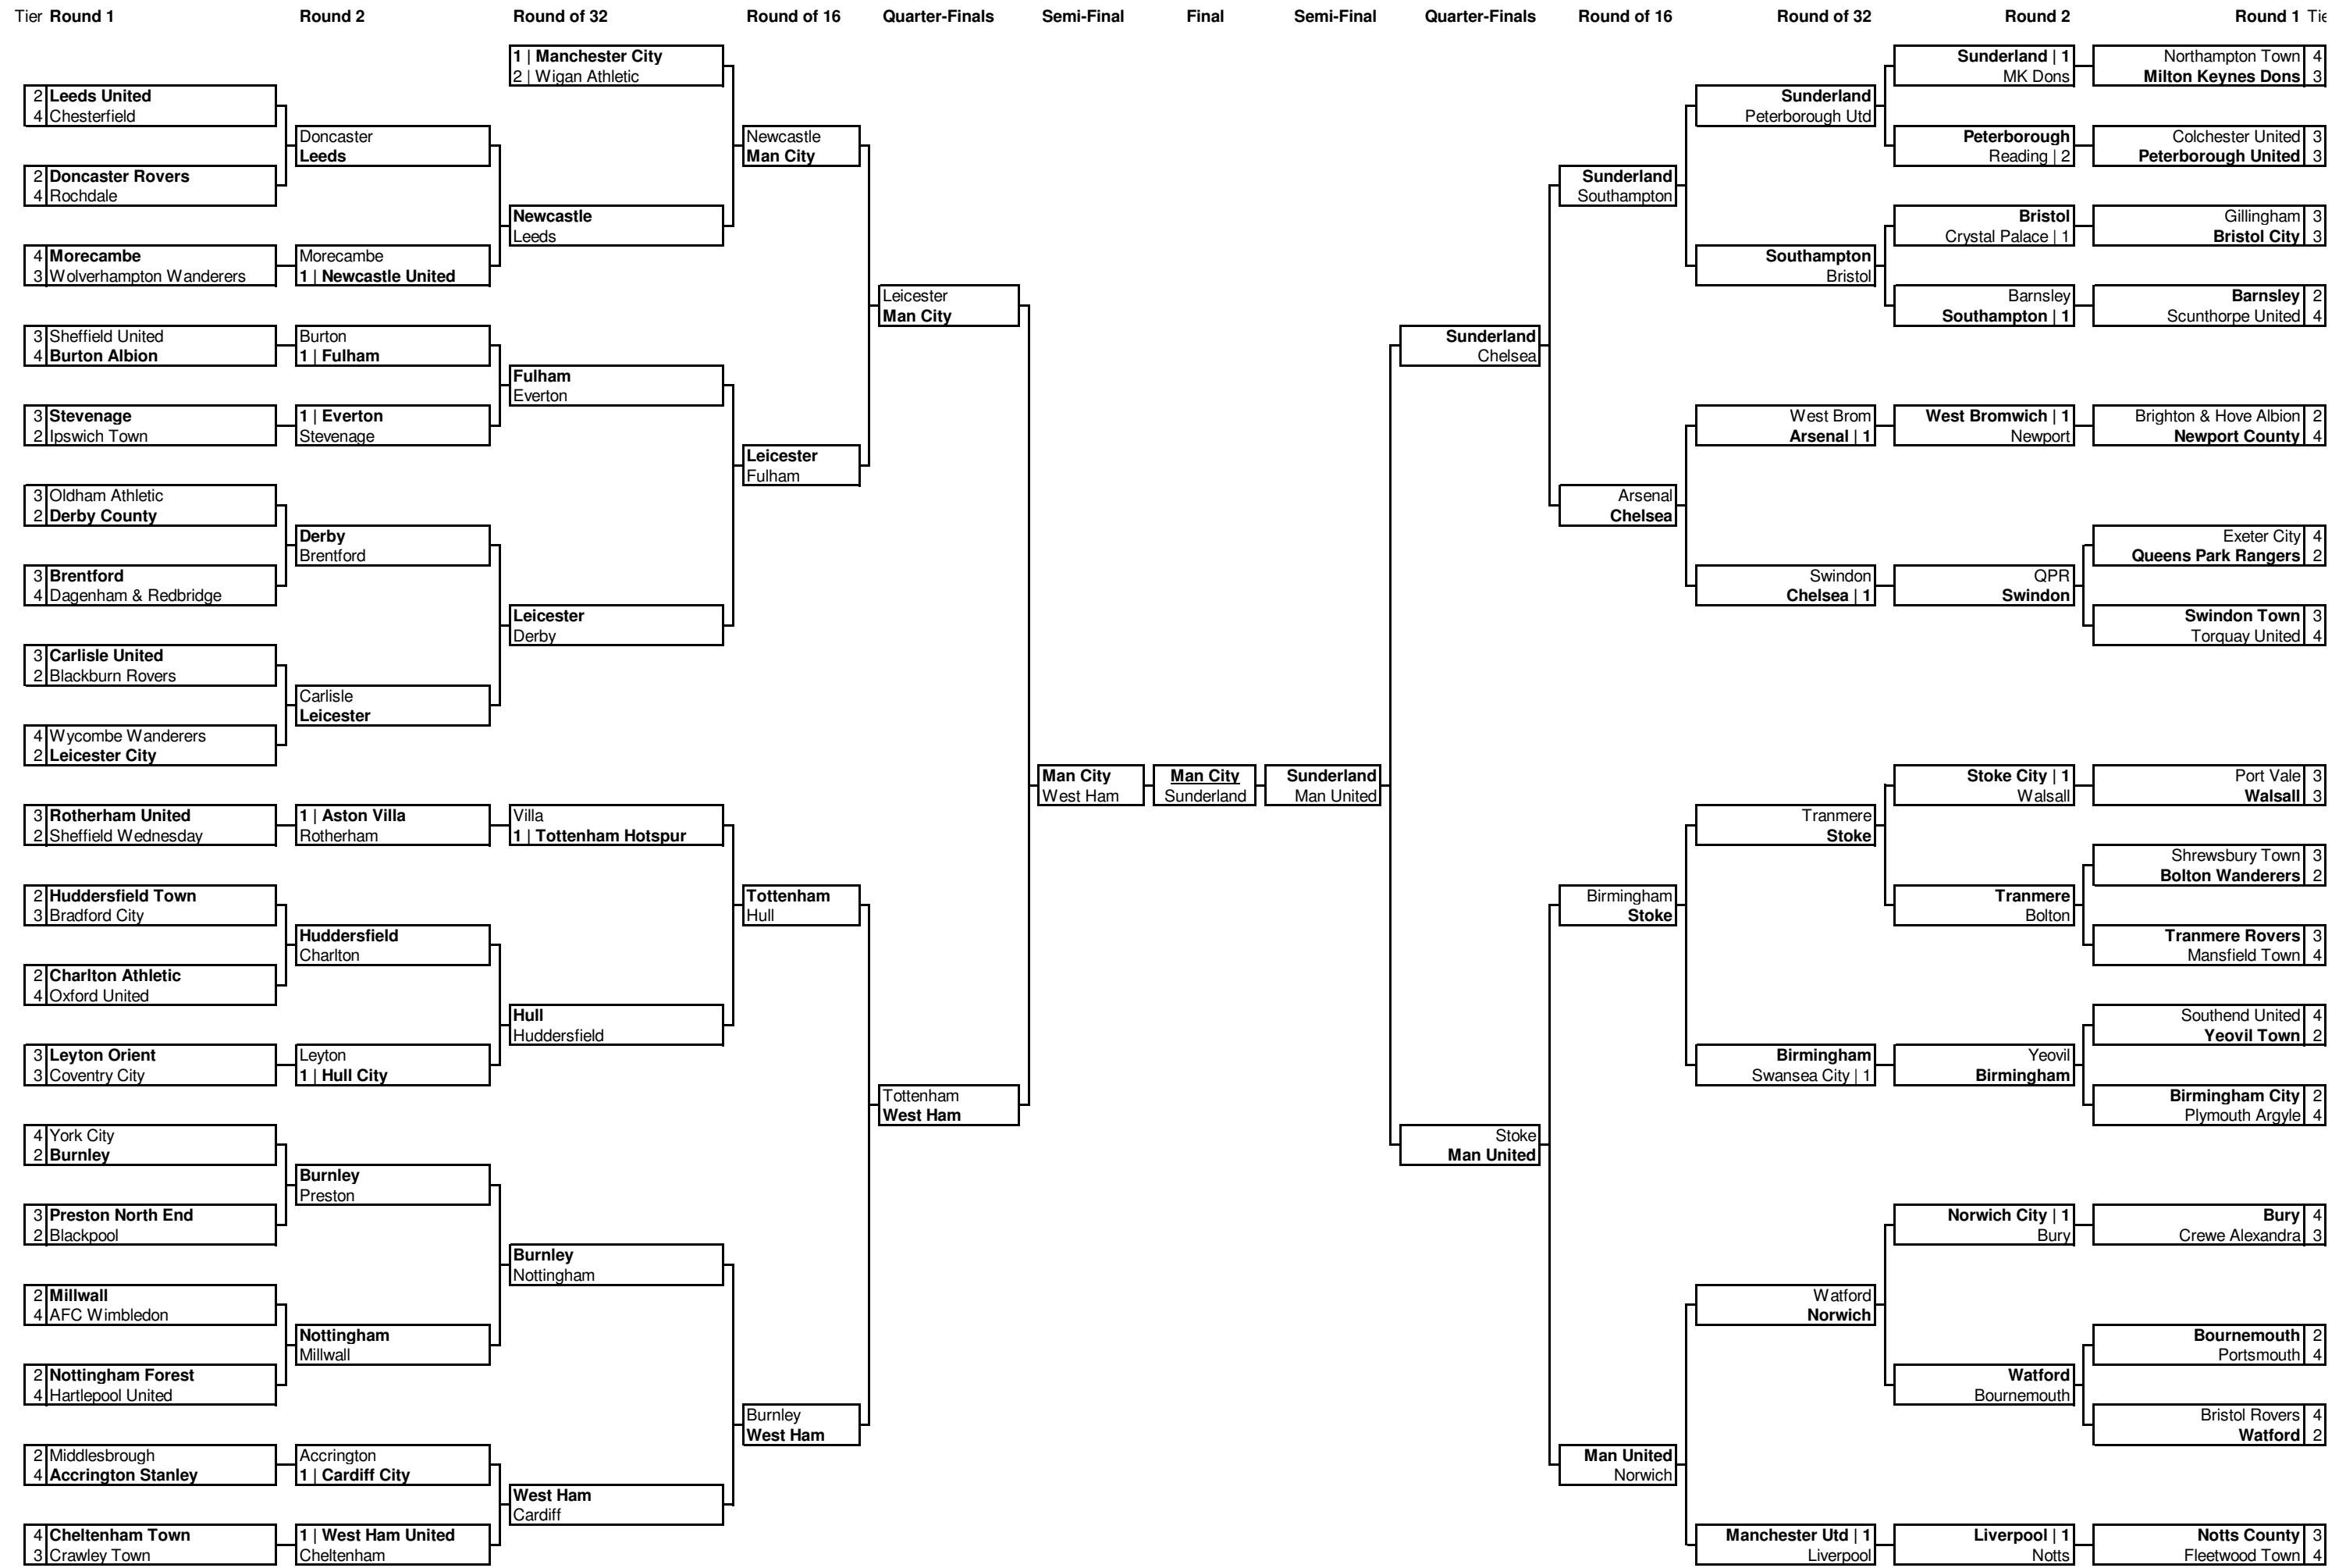 Tier Round 1 Round 2 Round of 32 Round of 16 Quarter-Finals Semi-Final Final Semi-Final Quarter-Finals Round of 16 Round of 32 Round 2 Round 1 Tie
2 Leeds United
4 Chesterfield
2 Doncaster Rovers
4 Rochdale
4 Morecambe
3 Wolverhampton Wanderers
3 Sheffield United
4 Burton Albion
3 Stevenage
2 Ipswich Town
3 Oldham Athletic
2 Derby County
3 Brentford
4 Dagenham & Redbridge
3 Carlisle United
2 Blackburn Rovers
4 Wycombe Wanderers
2 Leicester City
3 Rotherham United
2 Sheffield Wednesday
2 Huddersfield Town
3 Bradford City
2 Charlton Athletic
4 Oxford United
3 Leyton Orient
3 Coventry City
4 York City
2 Burnley
3 Preston North End
2 Blackpool
2 Millwall
4 AFC Wimbledon
2 Nottingham Forest
4 Hartlepool United
2 Middlesbrough
4 Accrington Stanley
4 Cheltenham Town
3 Crawley Town
Doncaster
Leeds
Morecambe
1 | Newcastle United
Burton
1 | Fulham
1 | Everton
Stevenage
Derby
Brentford
Carlisle
Leicester
1 | Aston Villa
Rotherham
Huddersfield
Charlton
Leyton
1 | Hull City
Burnley
Preston
Nottingham
Millwall
Accrington
1 | Cardiff City
1 | West Ham United
Cheltenham
1 | Manchester City
2 | Wigan Athletic
Newcastle
Leeds
Fulham
Everton
Leicester
Derby
Villa
1 | Tottenham Hotspur
Hull
Huddersfield
Burnley
Nottingham
West Ham
Cardiff
Newcastle
Man City
Leicester
Fulham
Tottenham
Hull
Burnley
West Ham
Leicester
Man City
Tottenham
West Ham
Man City
West Ham
Man City
Sunderland
Sunderland
Man United
Sunderland
Chelsea
Stoke
Man United
Sunderland
Southampton
Arsenal
Chelsea
Birmingham
Stoke
Man United
Norwich
Sunderland
Peterborough Utd
Southampton
Bristol
West Brom
Arsenal | 1
Swindon
Chelsea | 1
Tranmere
Stoke
Birmingham
Swansea City | 1
Watford
Norwich
Manchester Utd | 1
Liverpool
Sunderland | 1
MK Dons
Peterborough
Reading | 2
Bristol
Crystal Palace | 1
Barnsley
Southampton | 1
West Bromwich | 1
Newport
QPR
Swindon
Stoke City | 1
Walsall
Tranmere
Bolton
Yeovil
Birmingham
Norwich City | 1
Bury
Watford
Bournemouth
Liverpool | 1
Notts
Northampton Town 4
Milton Keynes Dons 3
Colchester United 3
Peterborough United 3
Gillingham 3
Bristol City 3
Barnsley 2
Scunthorpe United 4
Brighton & Hove Albion 2
Newport County 4
Exeter City 4
Queens Park Rangers 2
Swindon Town 3
Torquay United 4
Port Vale 3
Walsall 3
Shrewsbury Town 3
Bolton Wanderers 2
Tranmere Rovers 3
Mansfield Town 4
Southend United 4
Yeovil Town 2
Birmingham City 2
Plymouth Argyle 4
Bury 4
Crewe Alexandra 3
Bournemouth 2
Portsmouth 4
Bristol Rovers 4
Watford 2
Notts County 3
Fleetwood Town 4